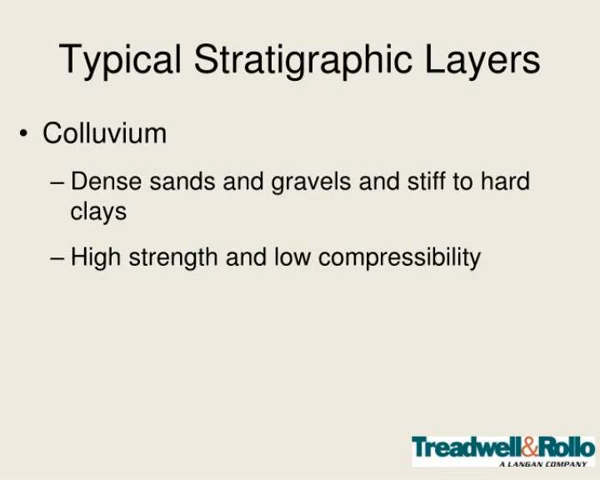 Typical Stratigraphic Layers
• Colluvium
– Dense sands and gravels and stiff to hard
clays
– High strength and low compressibility
Treadwell&Rollo
A LANGAN COMPANY